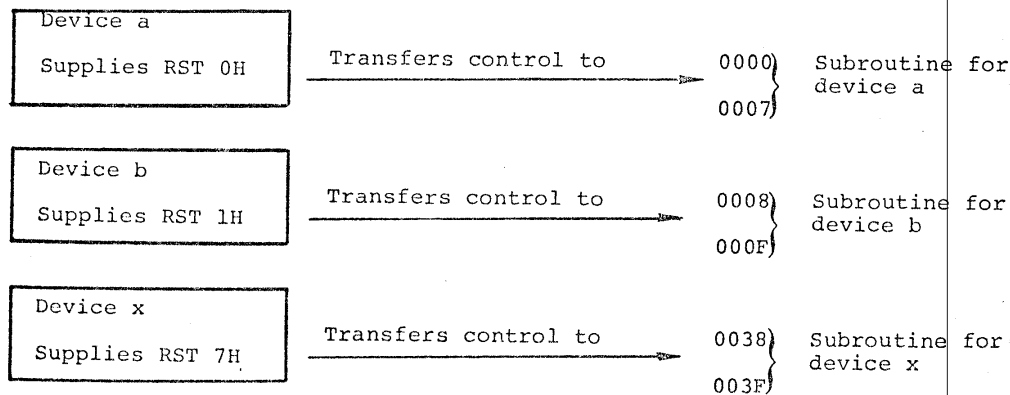 Device a
Supplies RST 0H
Transfers control to
0000
0007
Subroutine for
device a
Device b
Supplies RST 1H
Transfers control to
0008
000F
Subroutine for
device b
Device x
Supplies RST 7H
Transfers control to
0038
003F
Subroutine for
device x